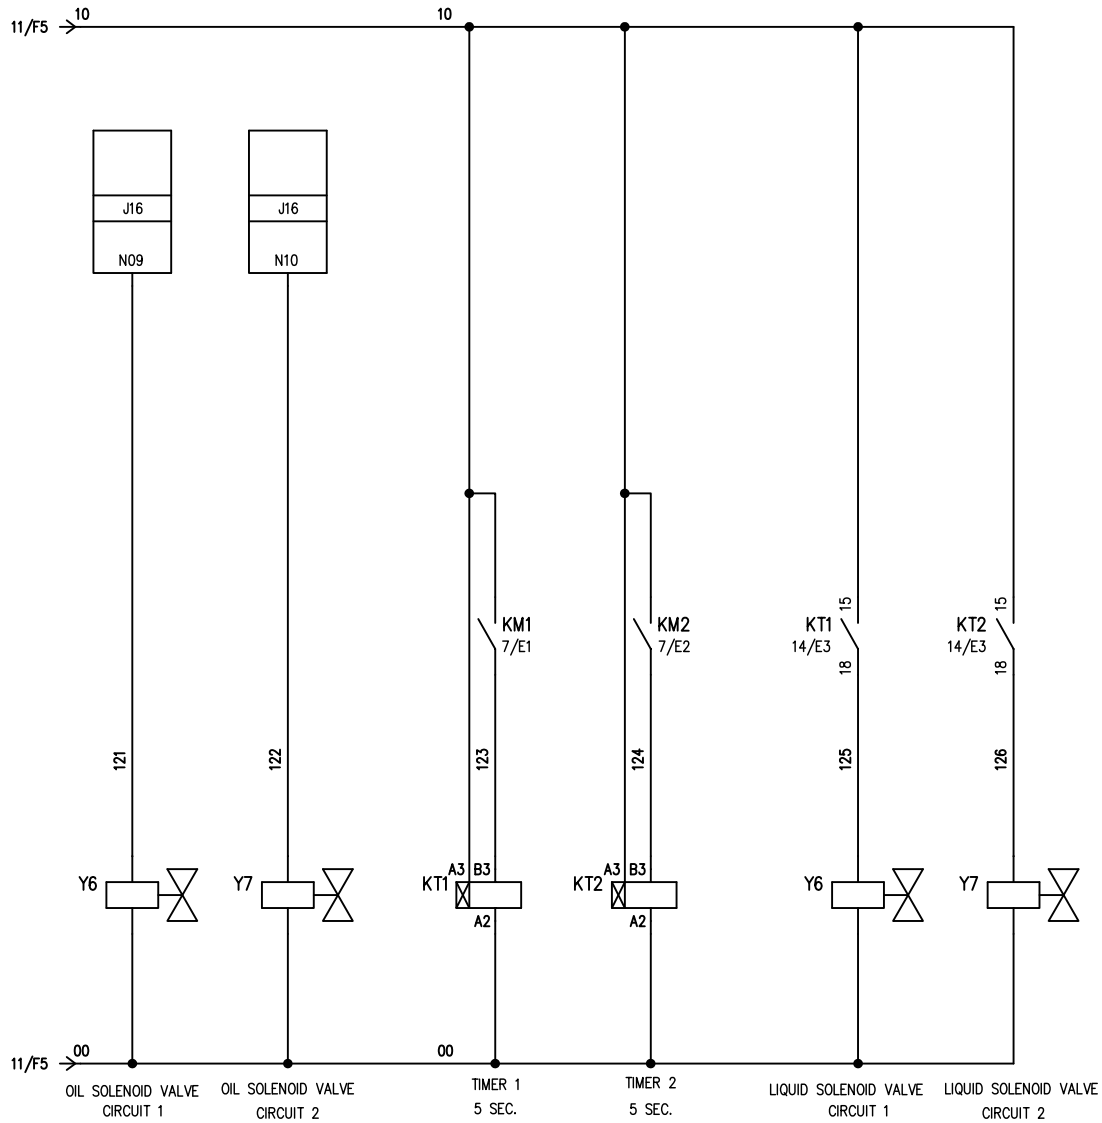 11/F5 10 10
J16 J16
N09 N10
15 15
KM1 KM2 KT1 KT2
7/E1 7/E2 14/E3 14/E3
18 18
121 122 123 124 125 126
A3 B3 A3 B3
Y6 Y7 KT1 KT2 Y6 Y7
A2 A2
11/F5 00 00
OIL SOLENOID VALVE OIL SOLENOID VALVE TIMER 1 TIMER 2 LIQUID SOLENOID VALVE LIQUID SOLENOID VALVE
CIRCUIT 1 CIRCUIT 2 5 SEC. 5 SEC. CIRCUIT 1 CIRCUIT 2